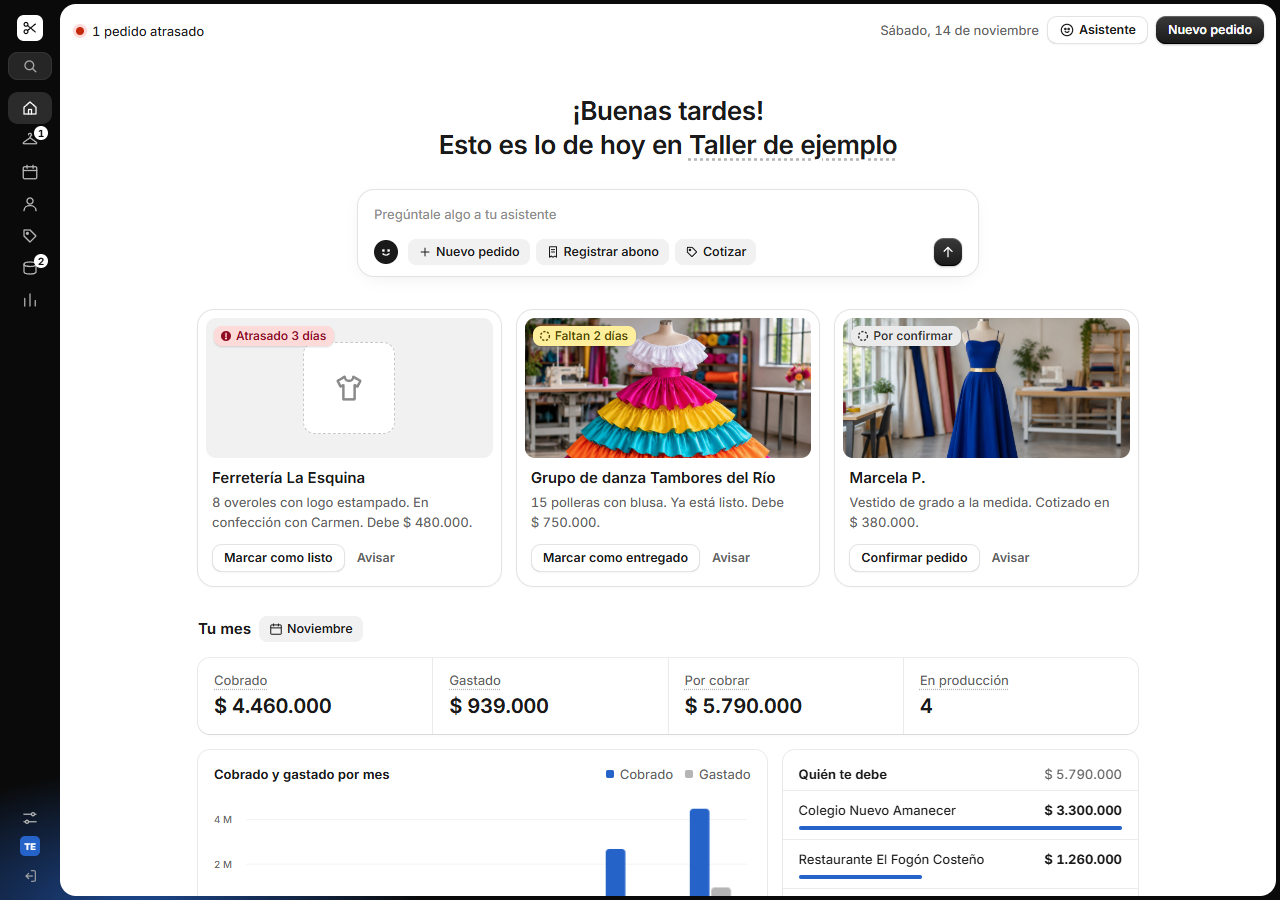 1 pedido atrasado
Sábado, 14 de noviembre
Asistente
Nuevo pedido
1
2
TE
¡Buenas tardes!
Esto es lo de hoy en Taller de ejemplo
Pregúntale algo a tu asistente
Nuevo pedido
Registrar abono
Cotizar
Atrasado 3 días
Ferretería La Esquina
8 overoles con logo estampado. En
confección con Carmen. Debe $ 480.000.
Marcar como listo
Avisar
Faltan 2 días
Grupo de danza Tambores del Río
15 polleras con blusa. Ya está listo. Debe
$ 750.000.
Marcar como entregado
Avisar
Por confirmar
Marcela P.
Vestido de grado a la medida. Cotizado en
$ 380.000.
Confirmar pedido
Avisar
Tu mes
Noviembre
Cobrado
$ 4.460.000
Gastado
$ 939.000
Por cobrar
$ 5.790.000
En producción
4
Cobrado y gastado por mes
Cobrado
Gastado
4 M
2 M
Quién te debe
$ 5.790.000
Colegio Nuevo Amanecer
$ 3.300.000
Restaurante El Fogón Costeño
$ 1.260.000